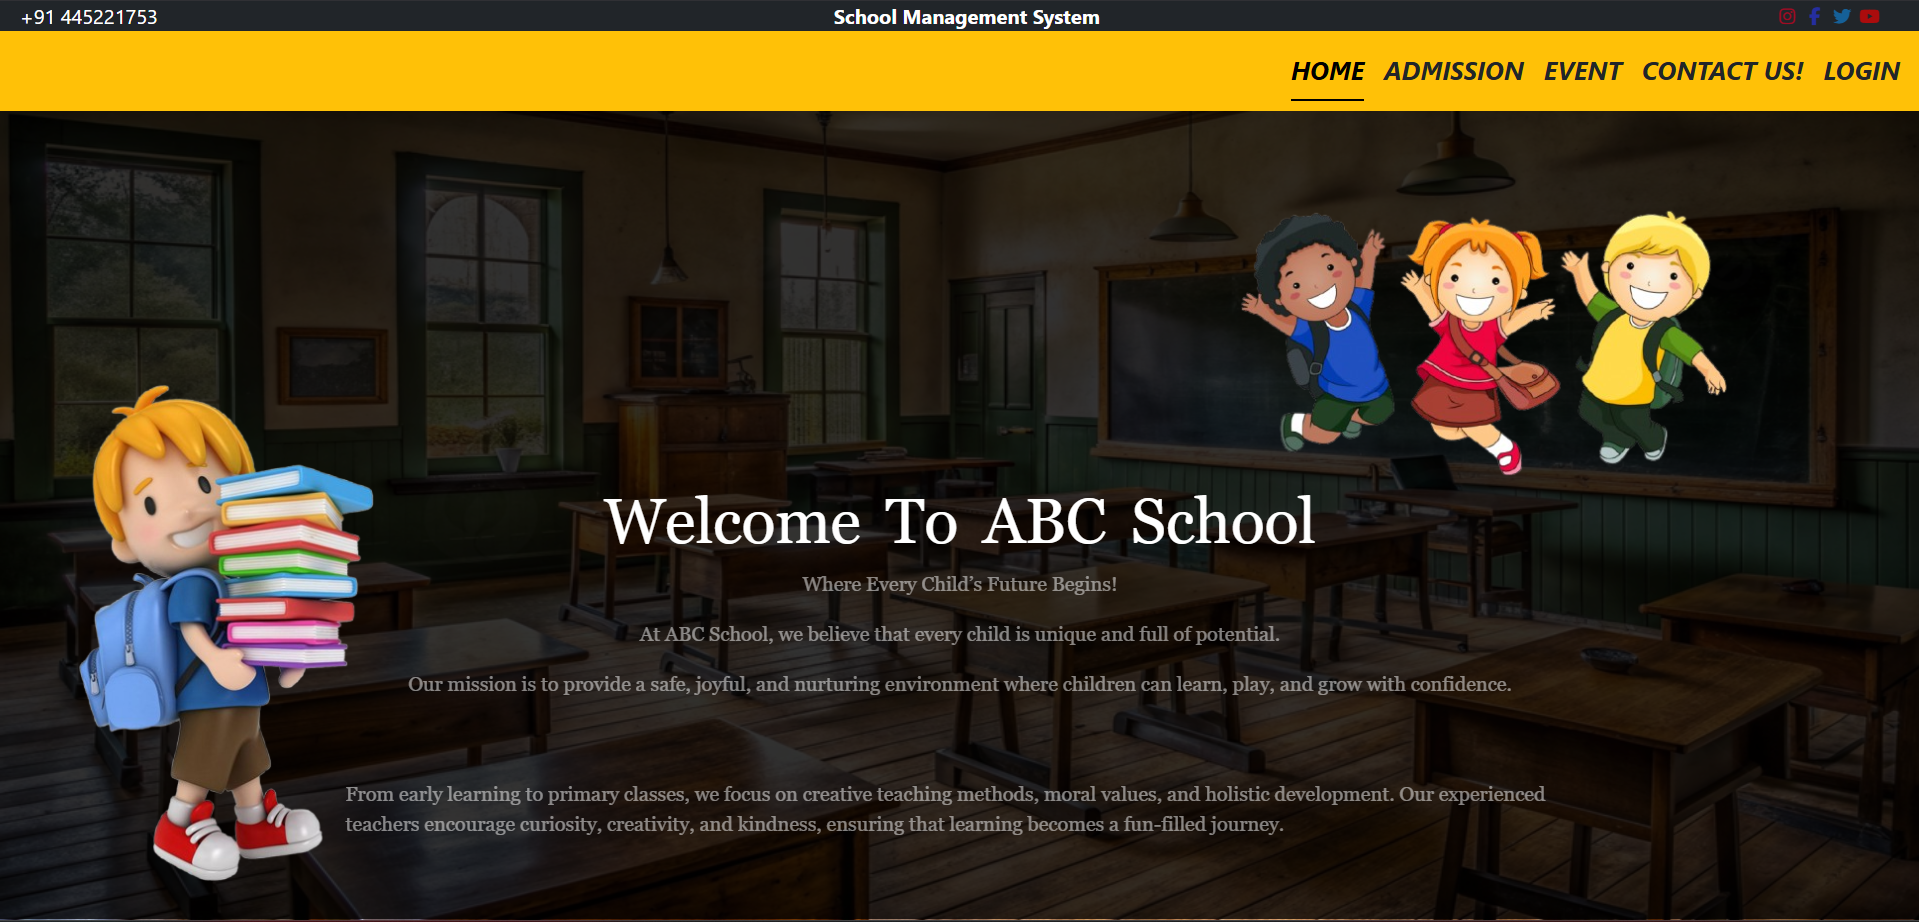 +91 445221753
School Management System
HOME ADMISSION EVENT CONTACT US! LOGIN
Welcome To ABC School
Where Every Child’s Future Begins!
At ABC School, we believe that every child is unique and full of potential.
Our mission is to provide a safe, joyful, and nurturing environment where children can learn, play, and grow with confidence.
From early learning to primary classes, we focus on creative teaching methods, moral values, and holistic development. Our experienced
teachers encourage curiosity, creativity, and kindness, ensuring that learning becomes a fun-filled journey.